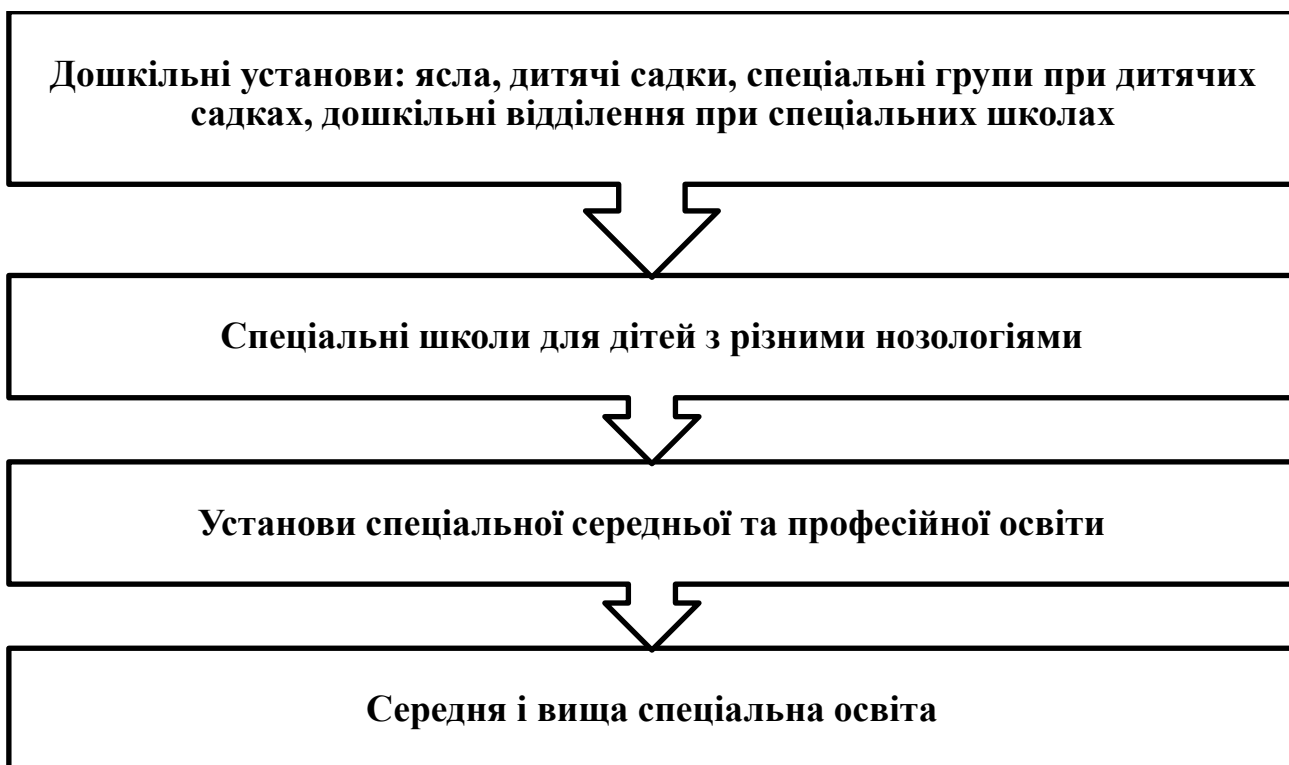 Дошкільні установи: ясла, дитячі садки, спеціальні групи при дитячих
садках, дошкільні відділення при спеціальних школах
Спеціальні школи для дітей з різними нозологіями
Установи спеціальної середньої та професійної освіти
Середня і вища спеціальна освіта